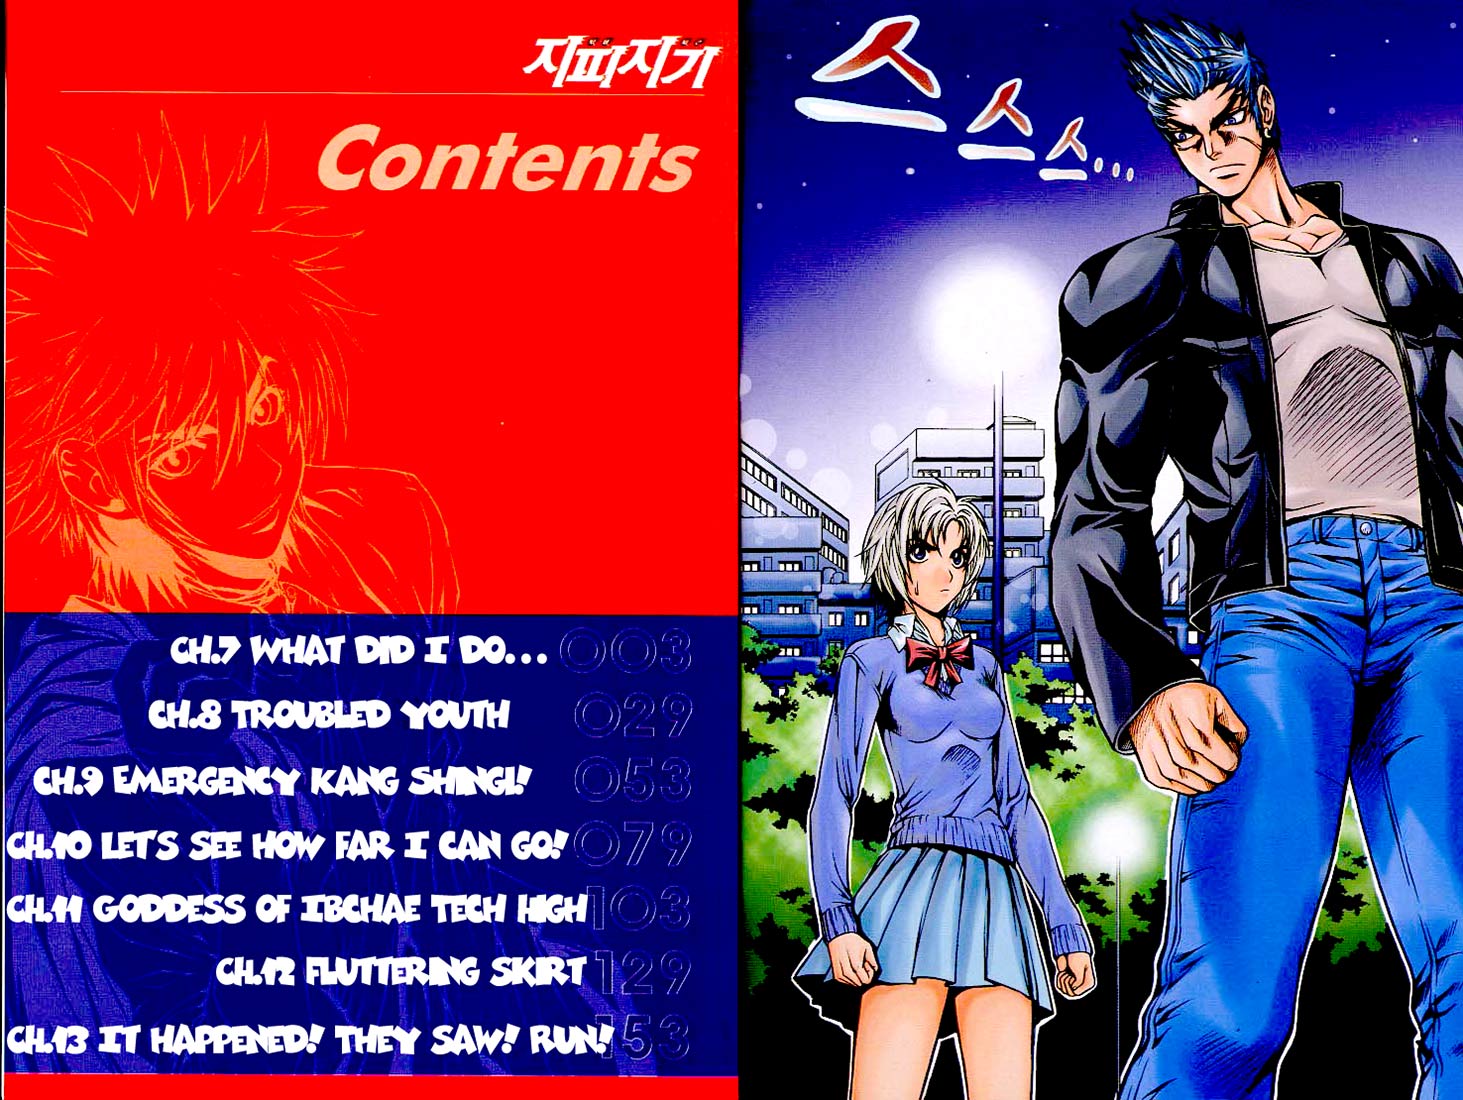 지피지기
Contents
CH.7 WHAT DID I DO... 003
CH.8 TROUBLED YOUTH 029
CH.9 EMERGENCY KANG SHINGL! 053
CH.10 LET'S SEE HOW FAR I CAN GO! 079
CH.11 GODDESS OF IBCHAE TECH HIGH 103
CH.12 FLUTTERING SKIRT 129
CH.13 IT HAPPENED! THEY SAW! RUN! 153
스스스...